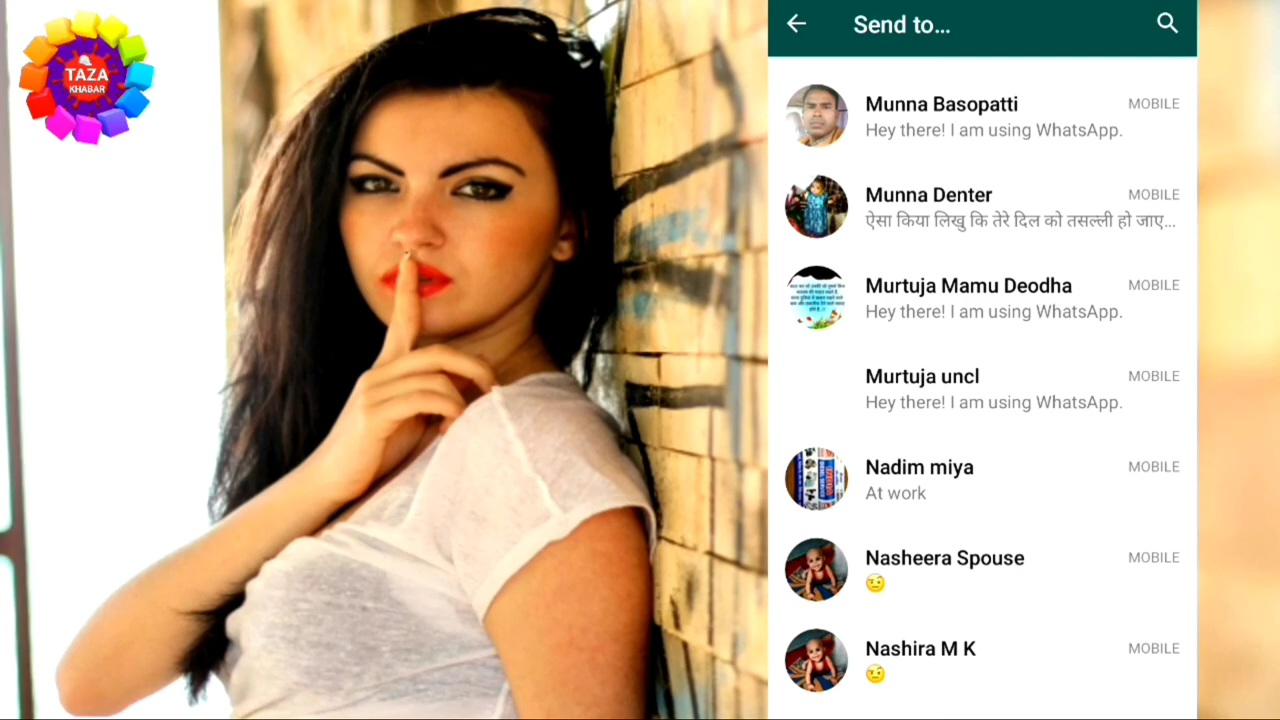 TAZA
KHABAR
Send to...
Munna Basopatti
MOBILE
Hey there! I am using WhatsApp.
Munna Denter
MOBILE
ऐसा किया लिखु कि तेरे दिल को तसल्ली हो जाए...
Murtuja Mamu Deodha
MOBILE
Hey there! I am using WhatsApp.
Murtuja uncl
MOBILE
Hey there! I am using WhatsApp.
Nadim miya
MOBILE
At work
Nasheera Spouse
MOBILE
🤨
Nashira M K
MOBILE
🤨